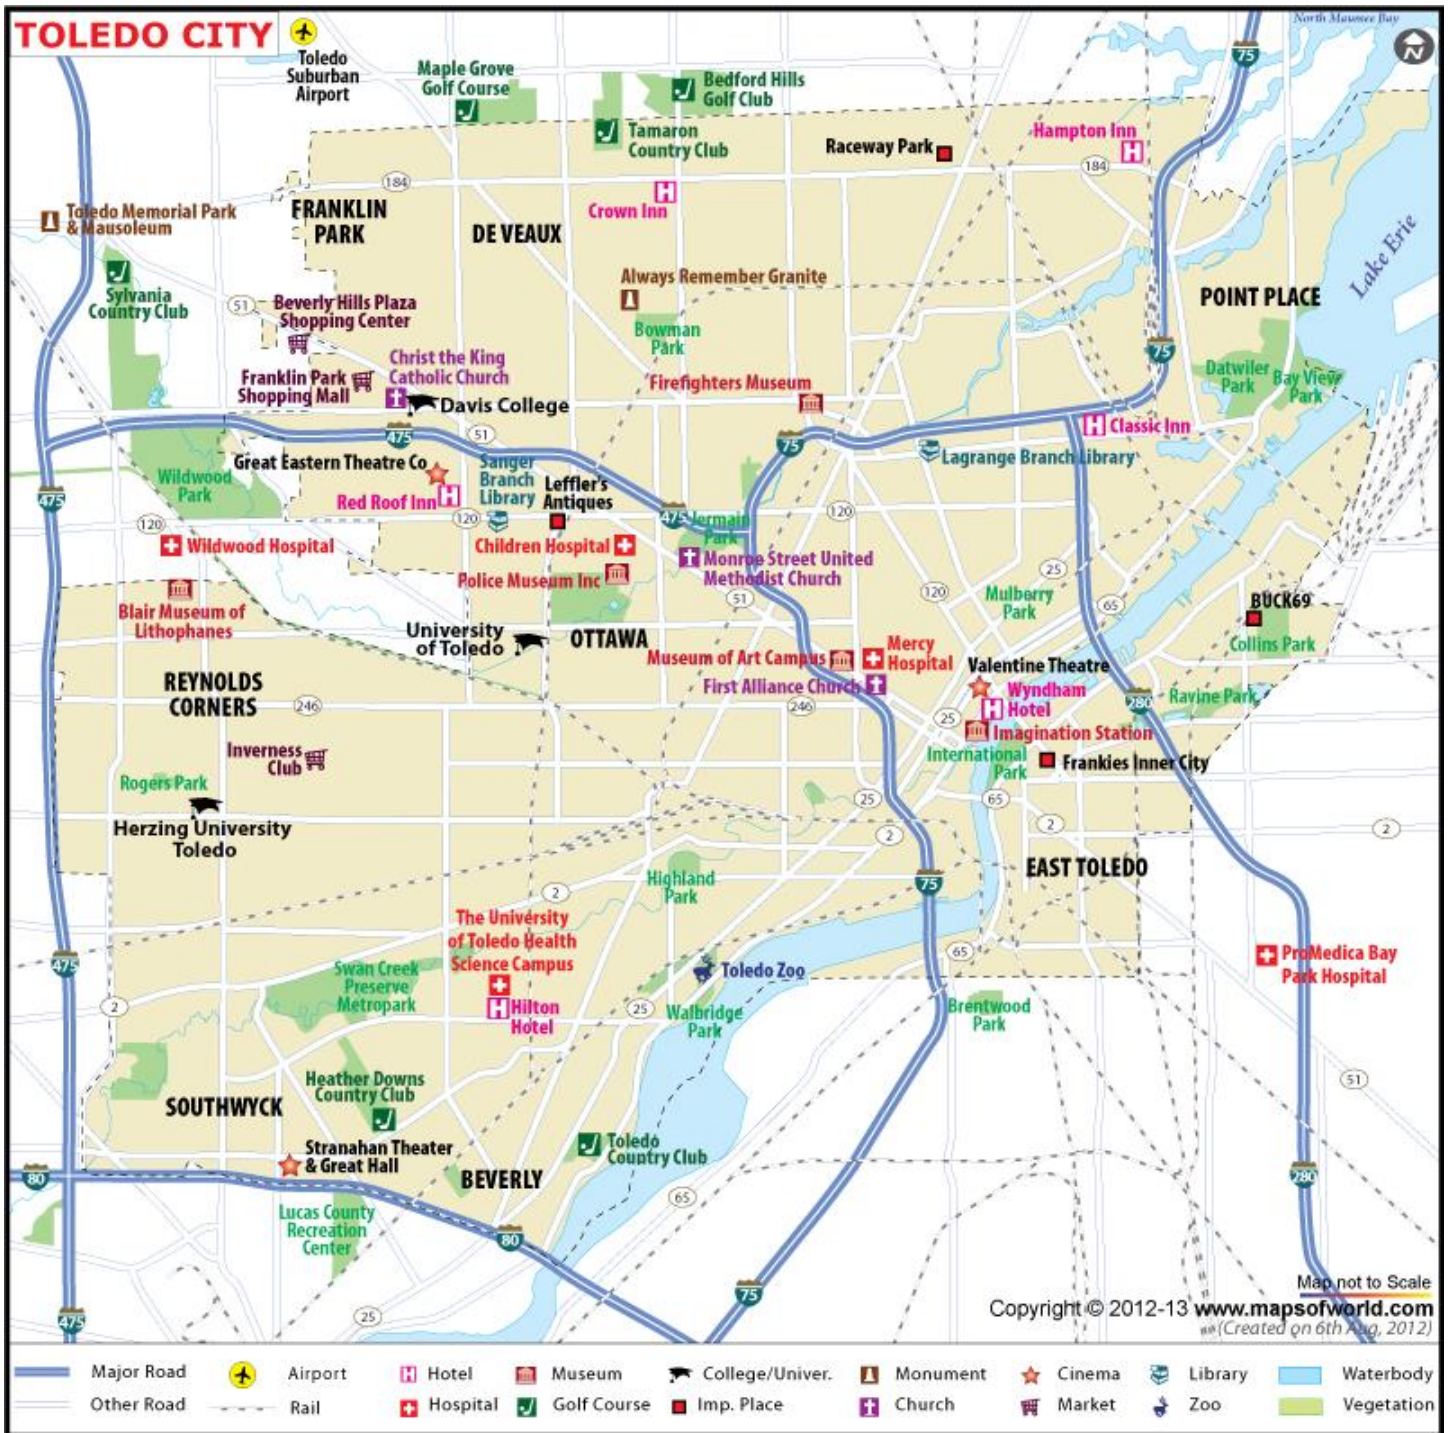 TOLEDO CITY
Toledo
Suburban
Airport
Maple Grove
Golf Course
Bedford Hills
Golf Club
Tamaron
Country Club
North Maumee Bay
N
75
Raceway Park
Hampton Inn
184
184
Crown Inn
Toledo Memorial Park
& Mausoleum
FRANKLIN
PARK
DE VEAUX
Lake Erie
Sylvania
Country Club
51
Beverly Hills Plaza
Shopping Center
Always Remember Granite
Bowman
Park
POINT PLACE
75
Franklin Park
Shopping Mall
Christ the King
Catholic Church
Davis College
Firefighters Museum
Datwiler
Park
Bay View
Park
475
51
75
Classic Inn
Lagrange Branch Library
Great Eastern Theatre Co
Sanger
Branch
Library
Leffler's
Antiques
Wildwood
Park
Red Roof Inn
475
120
120
475
Jermain
Park
120
Wildwood Hospital
Children Hospital
Monroe Street United
Methodist Church
Police Museum Inc
25
Blair Museum of
Lithophanes
51
120
Mulberry
Park
65
BUCK69
Collins Park
University
of Toledo
OTTAWA
Museum of Art Campus
Mercy
Hospital
First Alliance Church
Valentine Theatre
REYNOLDS
CORNERS
246
246
Wyndham
Hotel
25
280
Ravine Park
Imagination Station
International
Park
Frankies Inner City
Inverness
Club
Rogers Park
25
65
Herzing University
Toledo
2
2
2
EAST TOLEDO
Highland
Park
75
2
The University
of Toledo Health
Science Campus
475
65
ProMedica Bay
Park Hospital
Swan Creek
Preserve
Metropark
Toledo Zoo
2
Hilton
Hotel
25
Walbridge
Park
Brentwood
Park
Heather Downs
Country Club
51
SOUTHWYCK
Stranahan Theater
& Great Hall
Toledo
Country Club
BEVERLY
80
65
280
Lucas County
Recreation
Center
80
75
475
25
Map not to Scale
Copyright © 2012-13 www.mapsofworld.com
(Created on 6th Aug, 2012)
Major Road
Airport
Hotel
Museum
College/Univer.
Monument
Cinema
Library
Waterbody
Other Road
Rail
Hospital
Golf Course
Imp. Place
Church
Market
Zoo
Vegetation